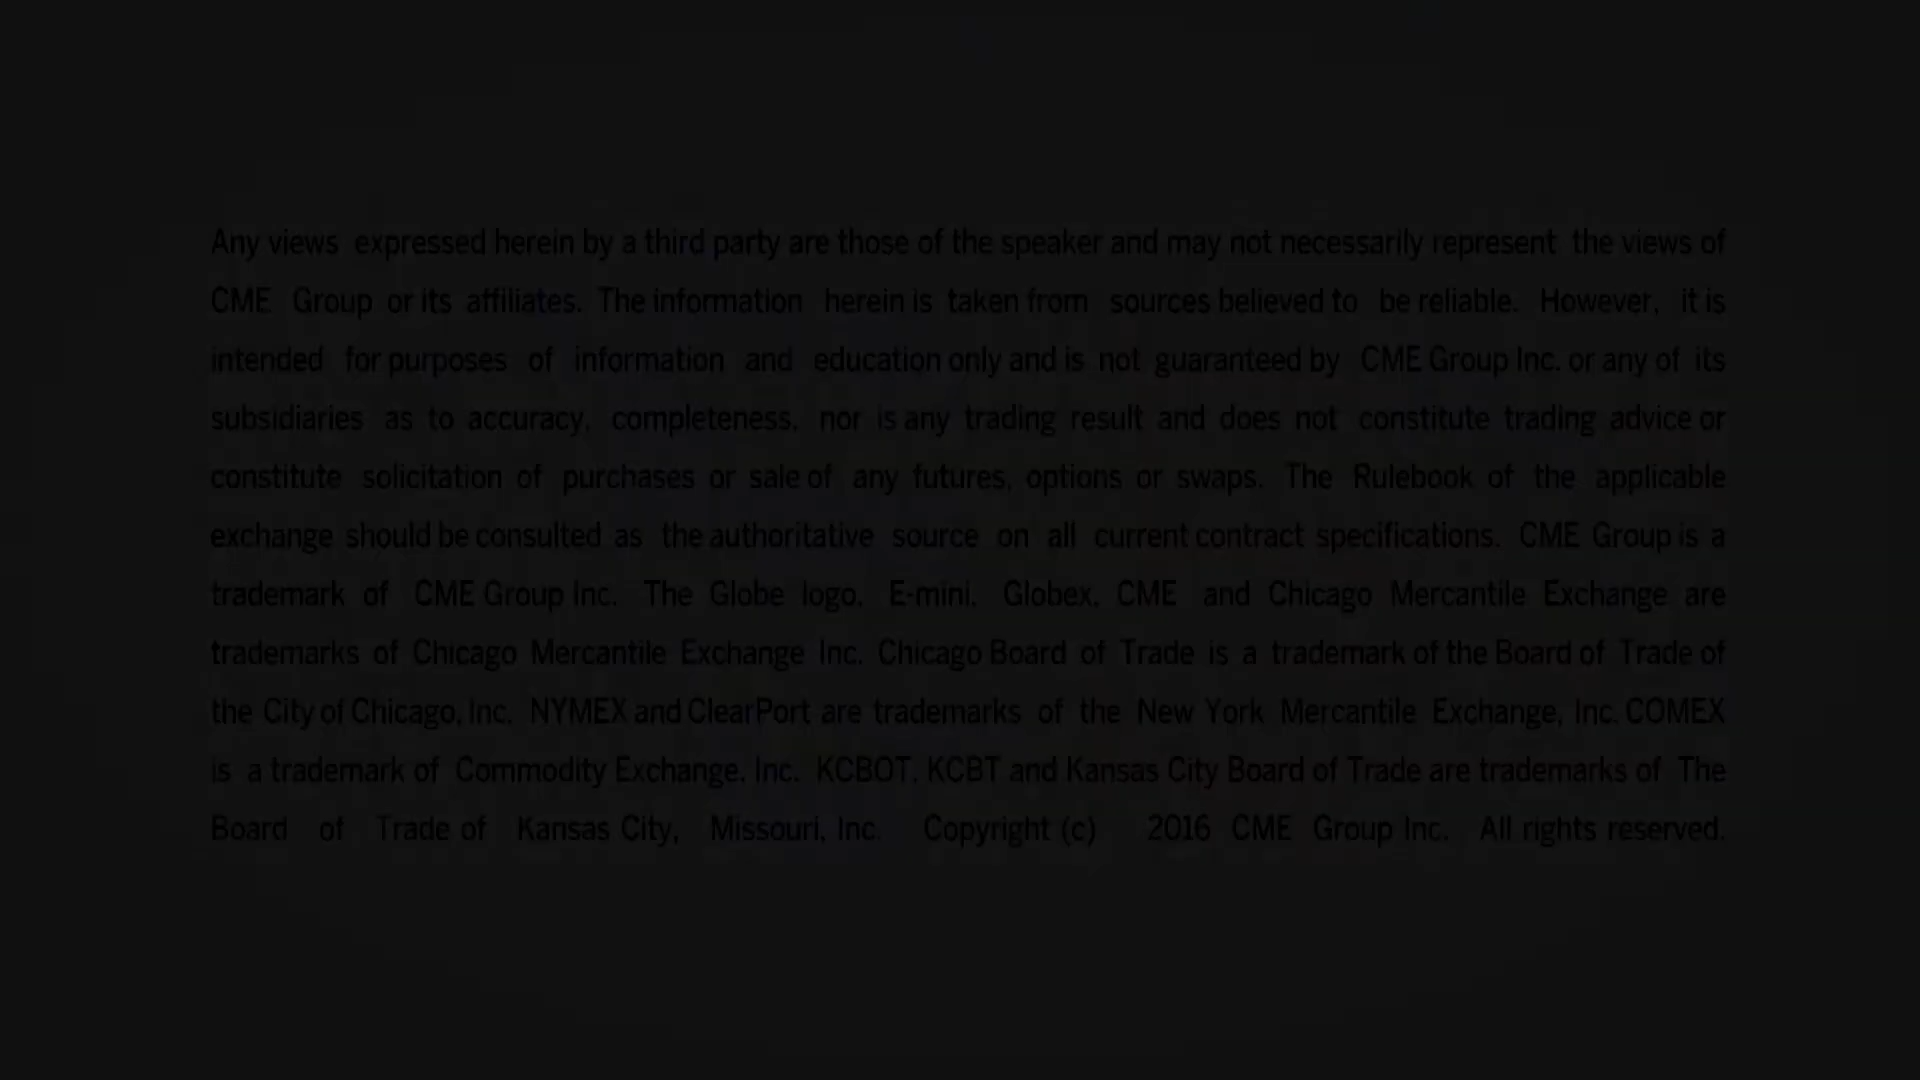 Any views expressed herein by a third party are those of the speaker and may not necessarily represent the views of
CME Group or its affiliates. The information herein is taken from sources believed to be reliable. However, it is
intended for purposes of information and education only and is not guaranteed by CME Group Inc. or any of its
subsidiaries as to accuracy, completeness, nor is any trading result and does not constitute trading advice or
constitute solicitation of purchases or sale of any futures, options or swaps. The Rulebook of the applicable
exchange should be consulted as the authoritative source on all current contract specifications. CME Group is a
trademark of CME Group Inc. The Globe logo, E-mini, Globex, CME and Chicago Mercantile Exchange are
trademarks of Chicago Mercantile Exchange Inc. Chicago Board of Trade is a trademark of the Board of Trade of
the City of Chicago, Inc. NYMEX and ClearPort are trademarks of the New York Mercantile Exchange, Inc. COMEX
is a trademark of Commodity Exchange, Inc. KCBOT, KCBT and Kansas City Board of Trade are trademarks of The
Board of Trade of Kansas City, Missouri, Inc. Copyright (c) 2016 CME Group Inc. All rights reserved.